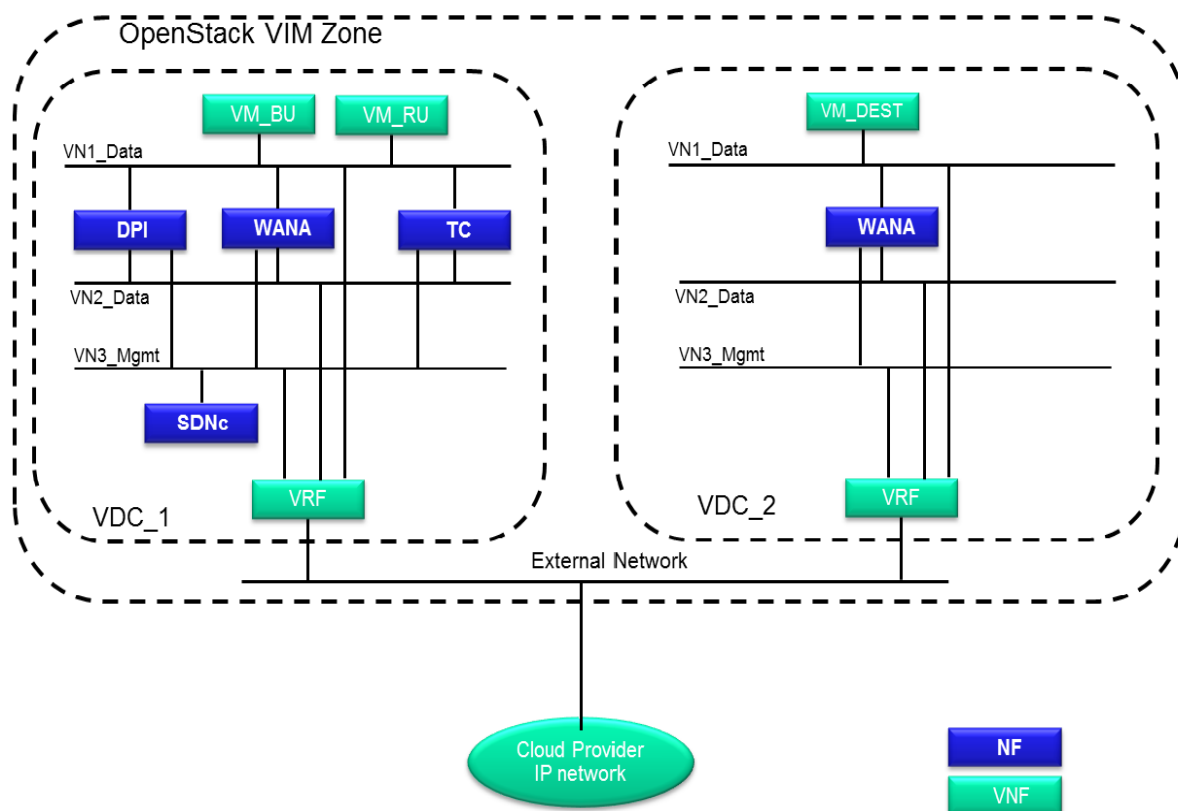 OpenStack VIM Zone
VM_BU
VM_RU
VN1_Data
DPI
WANA
TC
VN2_Data
VN3_Mgmt
SDNc
VRF
VDC_1
VM_DEST
VN1_Data
WANA
VN2_Data
VN3_Mgmt
VRF
VDC_2
External Network
Cloud Provider
IP network
NF
VNF